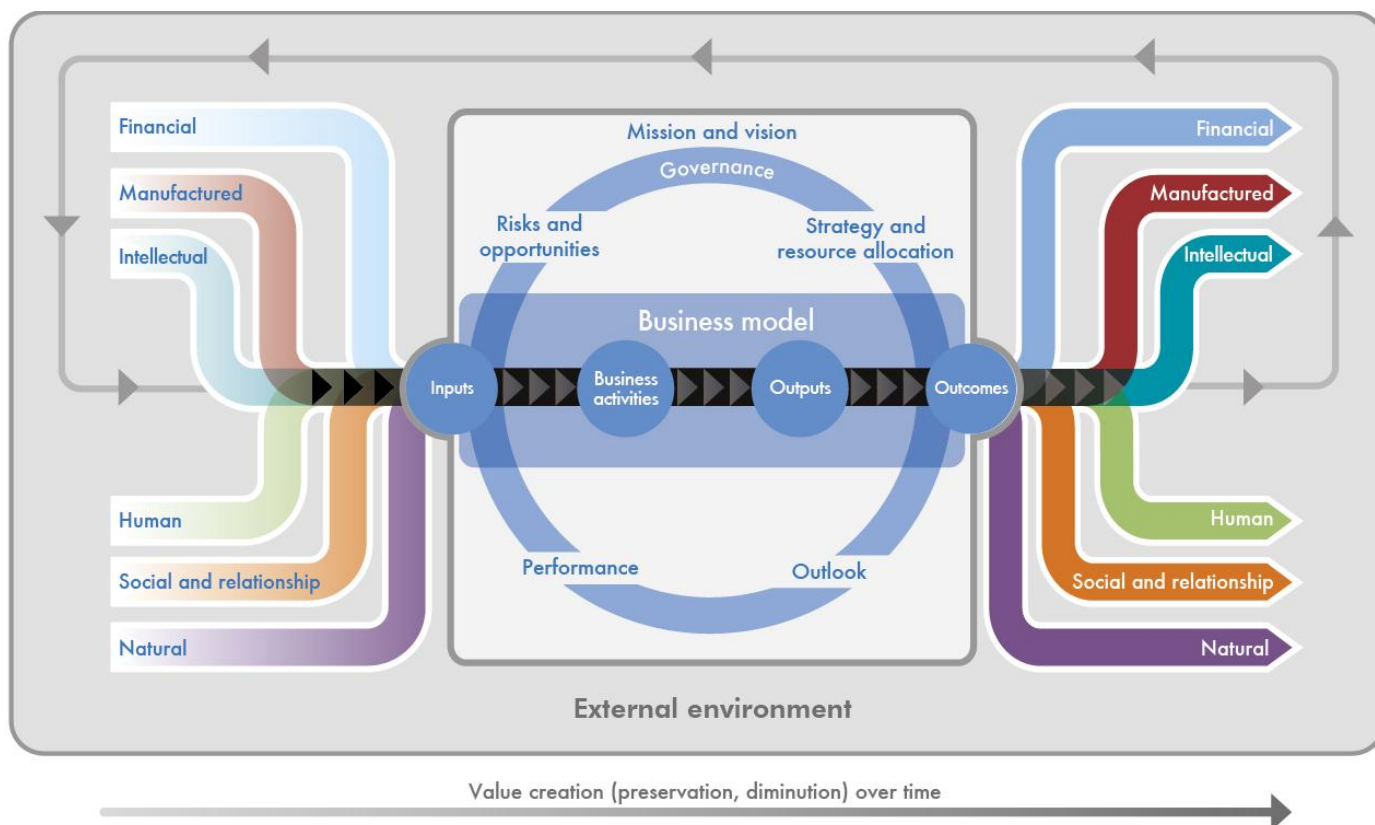 Financial
Manufactured
Intellectual
Human
Social and relationship
Natural
Mission and vision
Governance
Risks and
opportunities
Strategy and
resource allocation
Business model
Inputs
Business
activities
Outputs
Outcomes
Performance
Outlook
Financial
Manufactured
Intellectual
Human
Social and relationship
Natural
External environment
Value creation (preservation, diminution) over time